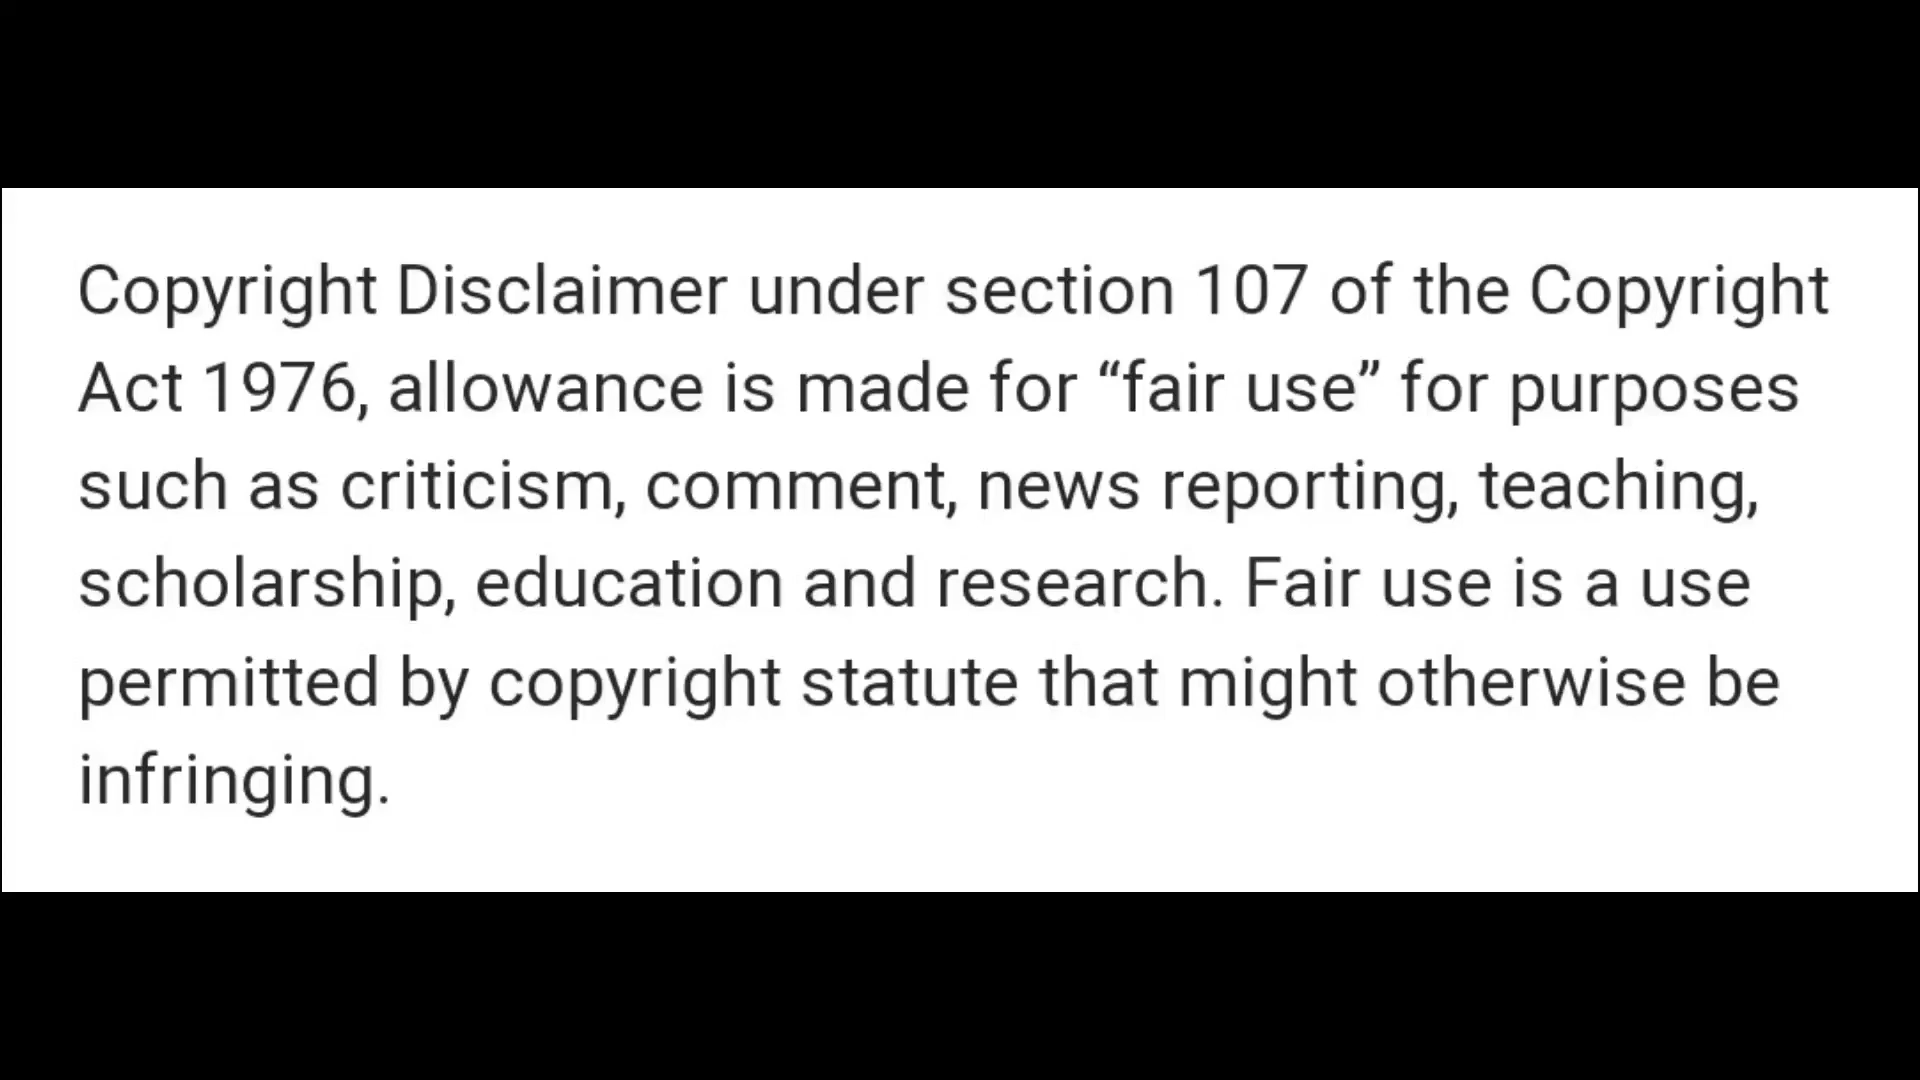 Copyright Disclaimer under section 107 of the Copyright
Act 1976, allowance is made for “fair use” for purposes
such as criticism, comment, news reporting, teaching,
scholarship, education and research. Fair use is a use
permitted by copyright statute that might otherwise be
infringing.